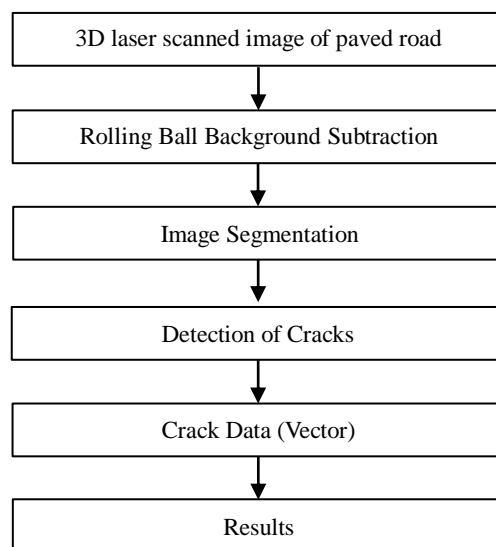 3D laser scanned image of paved road
Rolling Ball Background Subtraction
Image Segmentation
Detection of Cracks
Crack Data (Vector)
Results